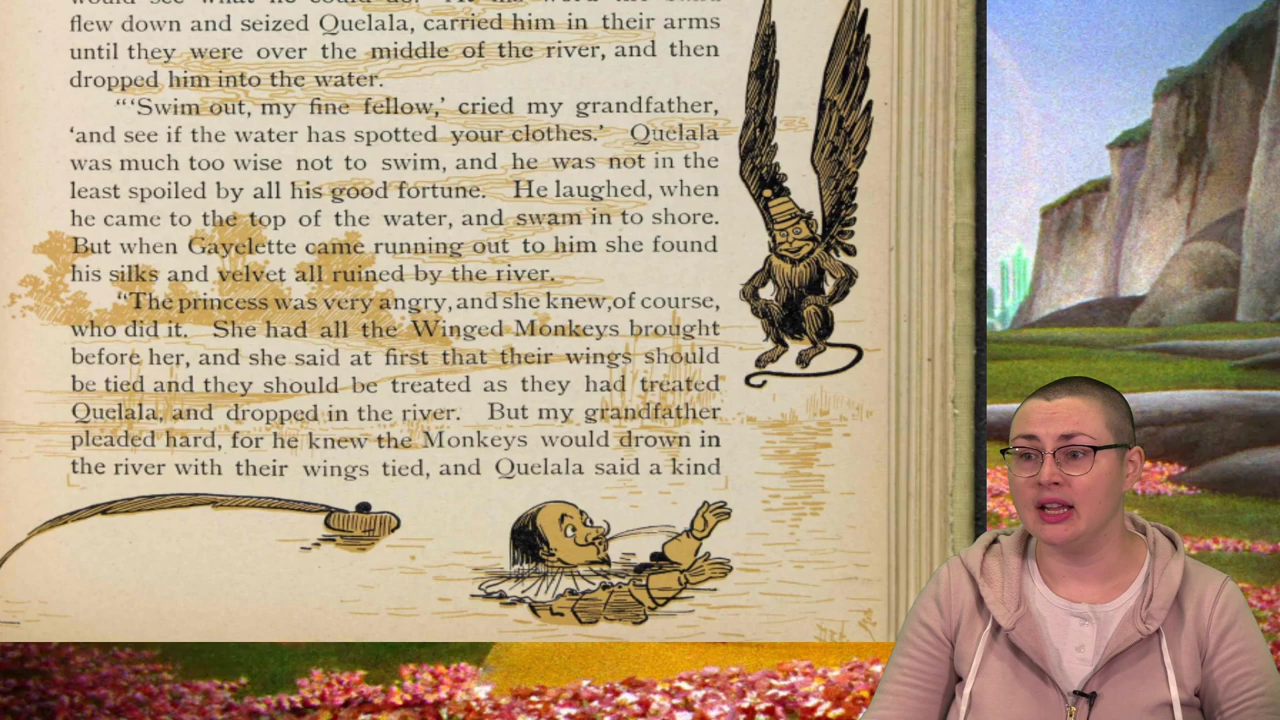 would see what he could do.
flew down and seized Quelala, carried him in their arms
until they were over the middle of the river, and then
dropped him into the water.
"'Swim out, my fine fellow,' cried my grandfather,
'and see if the water has spotted your clothes.' Quelala
was much too wise not to swim, and he was not in the
least spoiled by all his good fortune. He laughed, when
he came to the top of the water, and swam in to shore.
But when Gayelette came running out to him she found
his silks and velvet all ruined by the river.
"The princess was very angry, and she knew, of course,
who did it. She had all the Winged Monkeys brought
before her, and she said at first that their wings should
be tied and they should be treated as they had treated
Quelala, and dropped in the river. But my grandfather
pleaded hard, for he knew the Monkeys would drown in
the river with their wings tied, and Quelala said a kind